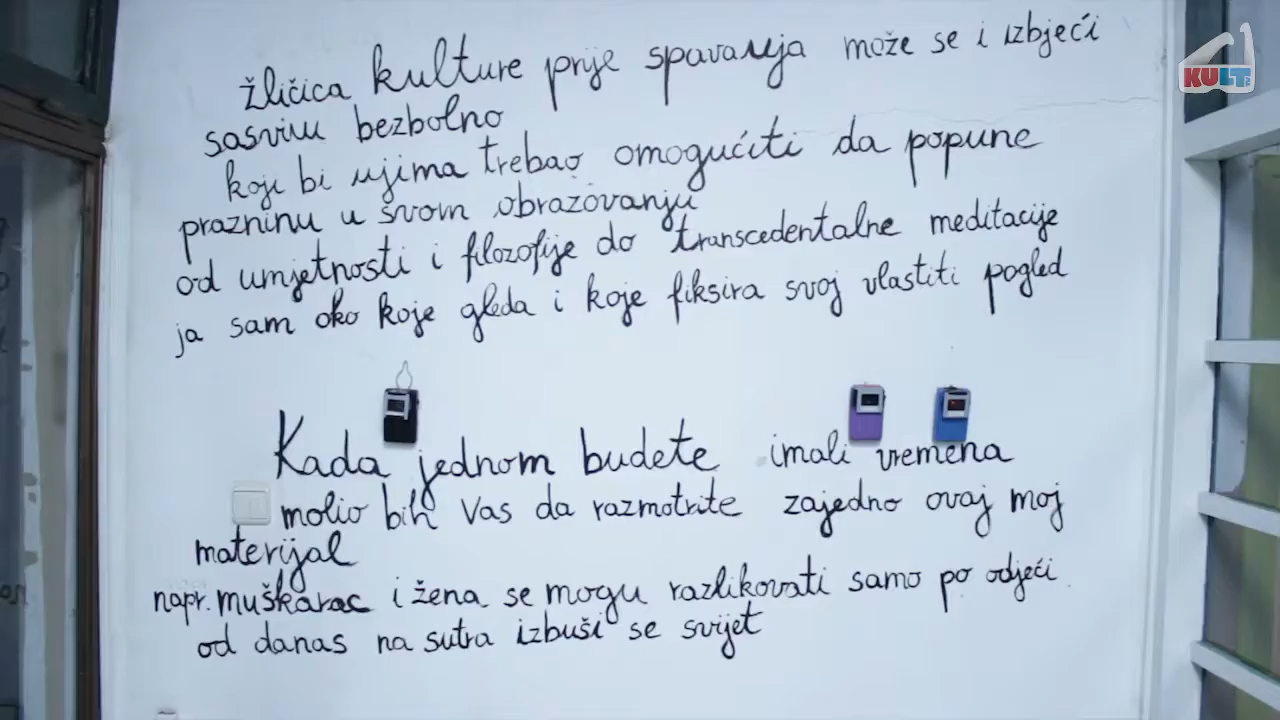 žličica kulture prije spavanja može se i izbjeći
sasvim bezbolno
koji bi njima trebao omogućiti da popune
prazninu u svom obrazovanju
od umjetnosti i filozofije do transcedentalne meditacije
ja sam oko koje gleda i koje fiksira svoj vlastiti pogled
Kada jednom budete imali vremena
molio bih Vas da razmotrite zajedno ovaj moj
materijal
napr. muškarac i žena se mogu razlikovati samo po odjeći
od danas na sutra izbuši se svijet
KULT